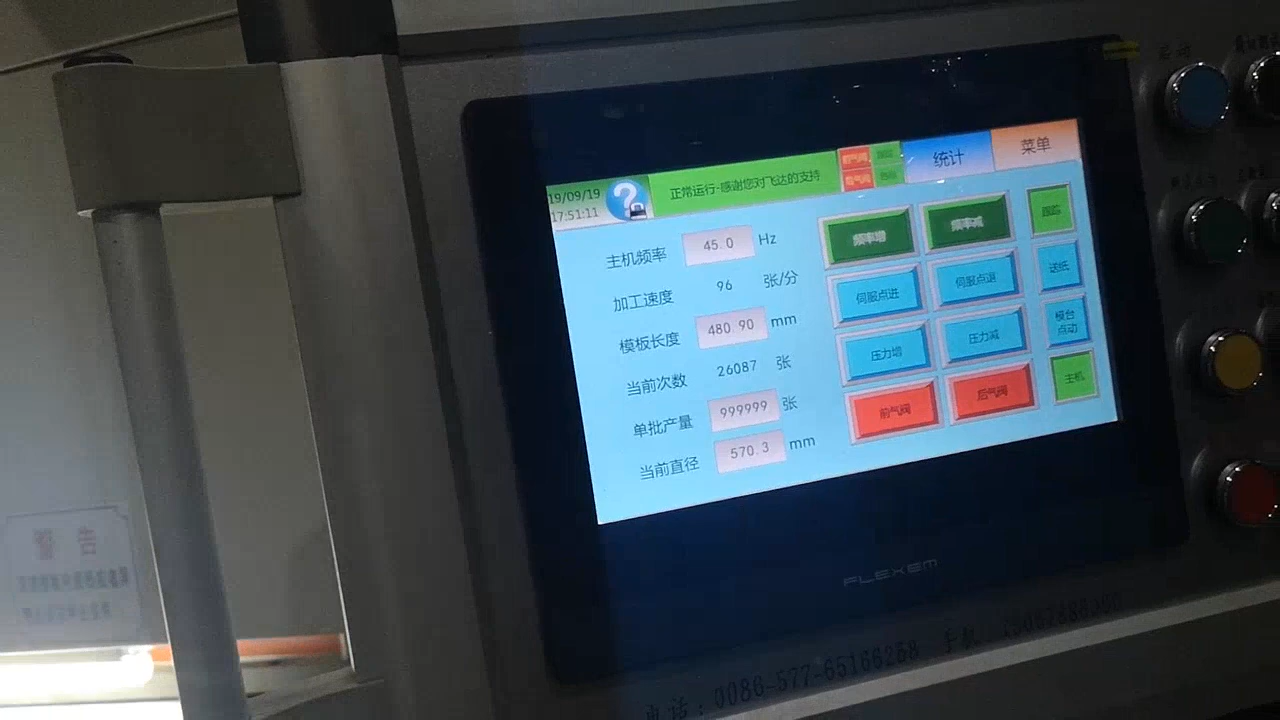 19/09/19
17:51:11
正常运行-感谢您对飞达的支持
统计
菜单
主机频率 45.0 Hz
加工速度 96 张/分
模板长度 480.90 mm
当前次数 26087 张
单批产量 999999 张
当前直径 570.3 mm
频率增 频率减 跟踪
伺服点进 伺服点退 送纸
压力增 压力减 模台点动
前气阀 后气阀 主机
FLEXEM
电话：0086-577-65166268 手机
警告